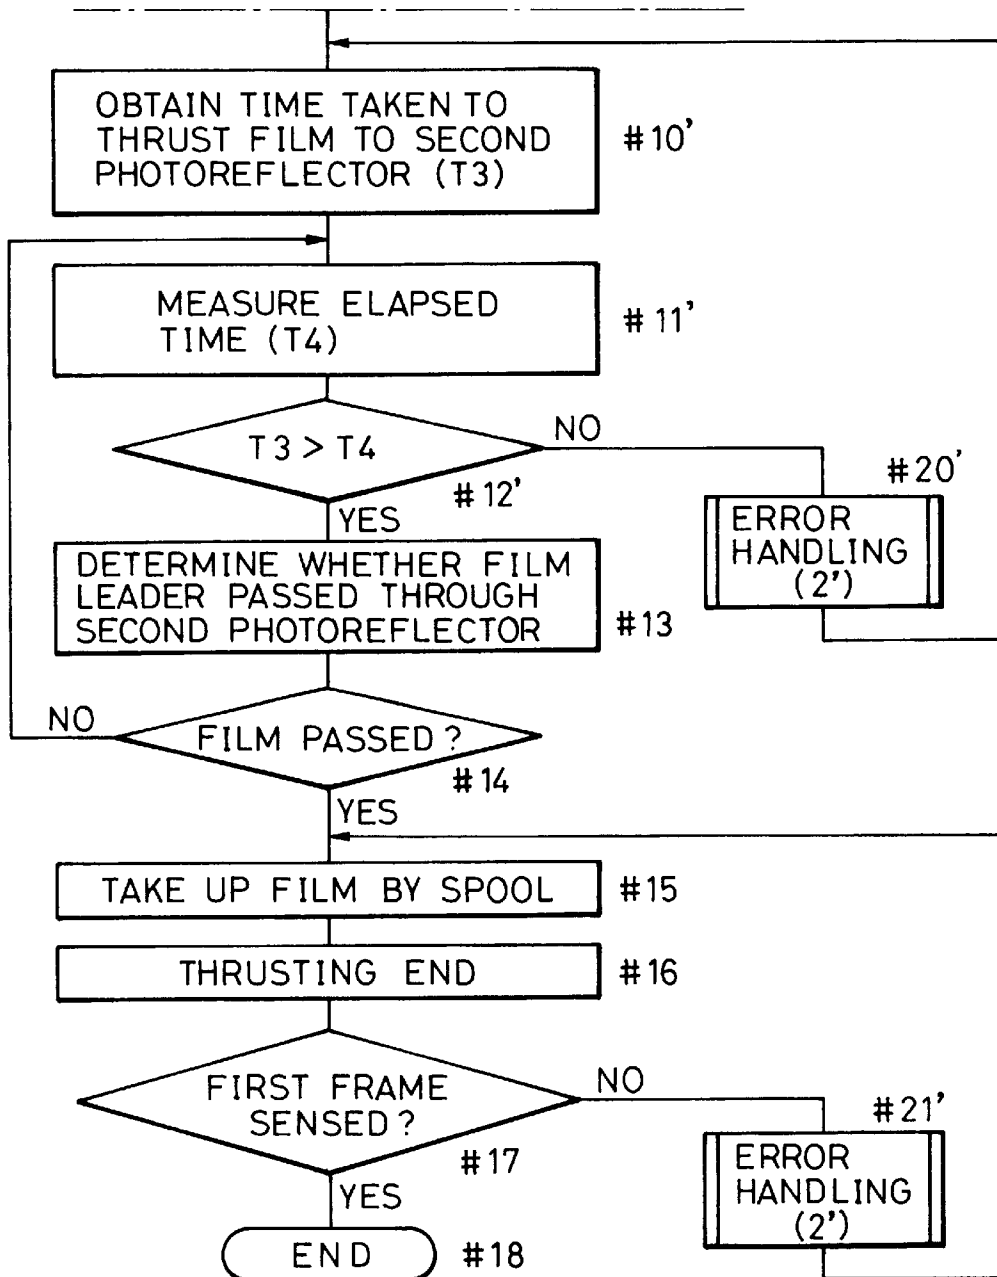 OBTAIN TIME TAKEN TO
THRUST FILM TO SECOND
PHOTOREFLECTOR (T3)
#10'
MEASURE ELAPSED
TIME (T4)
#11'
T3 > T4
NO
#12'
YES
#20'
ERROR
HANDLING
(2')
DETERMINE WHETHER FILM
LEADER PASSED THROUGH
SECOND PHOTOREFLECTOR
#13
NO
FILM PASSED?
#14
YES
TAKE UP FILM BY SPOOL
#15
THRUSTING END
#16
FIRST FRAME
SENSED?
NO
#17
YES
#21'
ERROR
HANDLING
(2')
END
#18